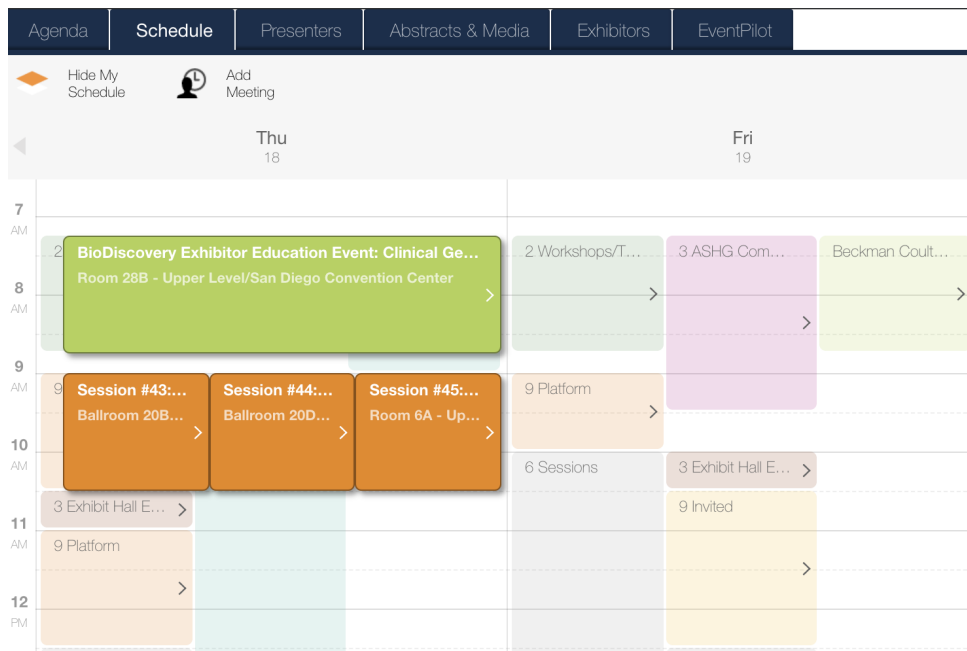 Agenda
Schedule
Presenters
Abstracts & Media
Exhibitors
EventPilot
Hide My
Schedule
Add
Meeting
Thu
18
Fri
19
7
AM
8
AM
9
AM
10
AM
11
AM
12
PM
2
BioDiscovery Exhibitor Education Event: Clinical Ge...
Room 28B - Upper Level/San Diego Convention Center
9
Session #43:...
Ballroom 20B...
Session #44:...
Ballroom 20D...
Session #45:...
Room 6A - Up...
3 Exhibit Hall E...
9 Platform
2 Workshops/T...
3 ASHG Com...
Beckman Coult...
9 Platform
6 Sessions
3 Exhibit Hall E...
9 Invited